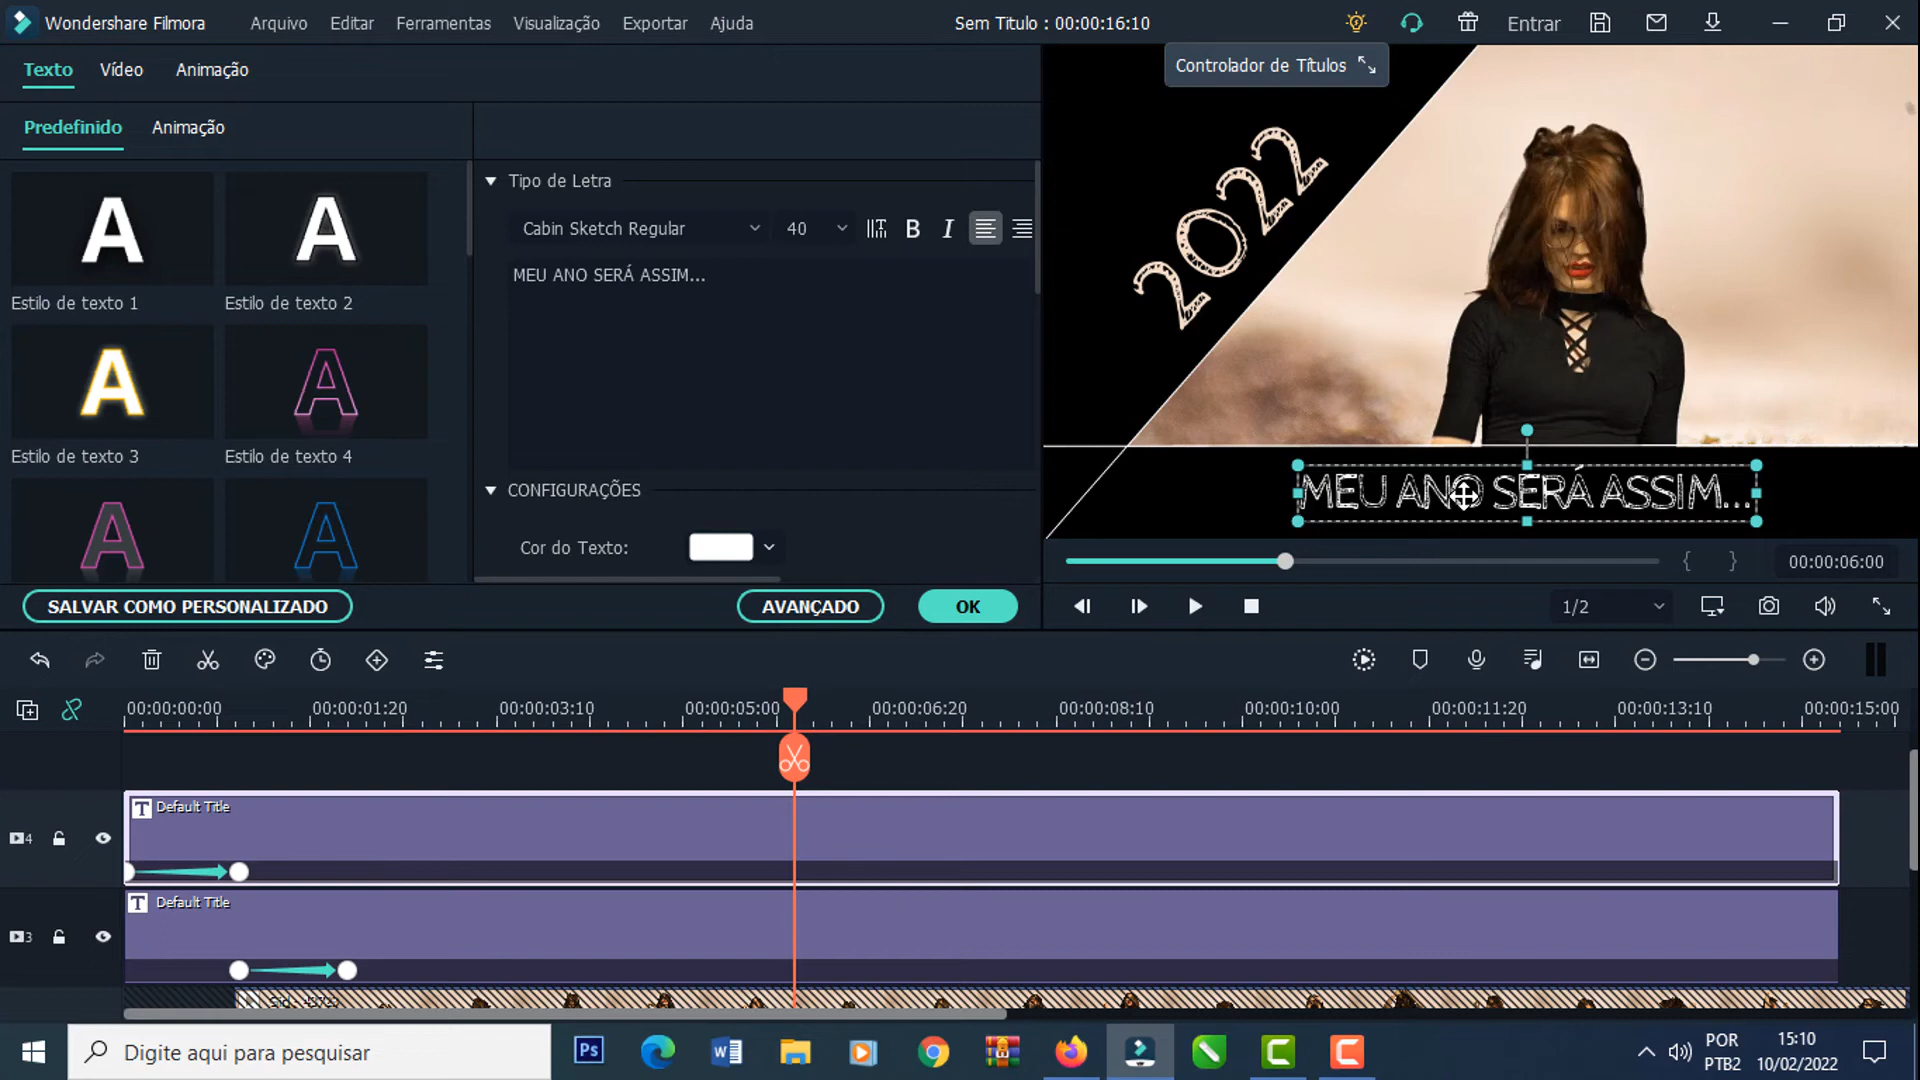 Wondershare Filmora
Arquivo
Editar
Ferramentas
Visualização
Exportar
Ajuda
Sem Titulo : 00:00:16:10
Entrar
Texto
Vídeo
Animação
Controlador de Títulos
Predefinido
Animação
Estilo de texto 1
Estilo de texto 2
Estilo de texto 3
Estilo de texto 4
Tipo de Letra
Cabin Sketch Regular
40
B
I
MEU ANO SERÁ ASSIM...
CONFIGURAÇÕES
Cor do Texto:
SALVAR COMO PERSONALIZADO
AVANÇADO
OK
2022
MEU ANO SERÁ ASSIM...
00:00:06:00
1/2
00:00:00:00
00:00:01:20
00:00:03:10
00:00:05:00
00:00:06:20
00:00:08:10
00:00:10:00
00:00:11:20
00:00:13:10
00:00:15:00
4
T Default Title
3
T Default Title
Digite aqui para pesquisar
Ps
POR
PTB2
15:10
10/02/2022